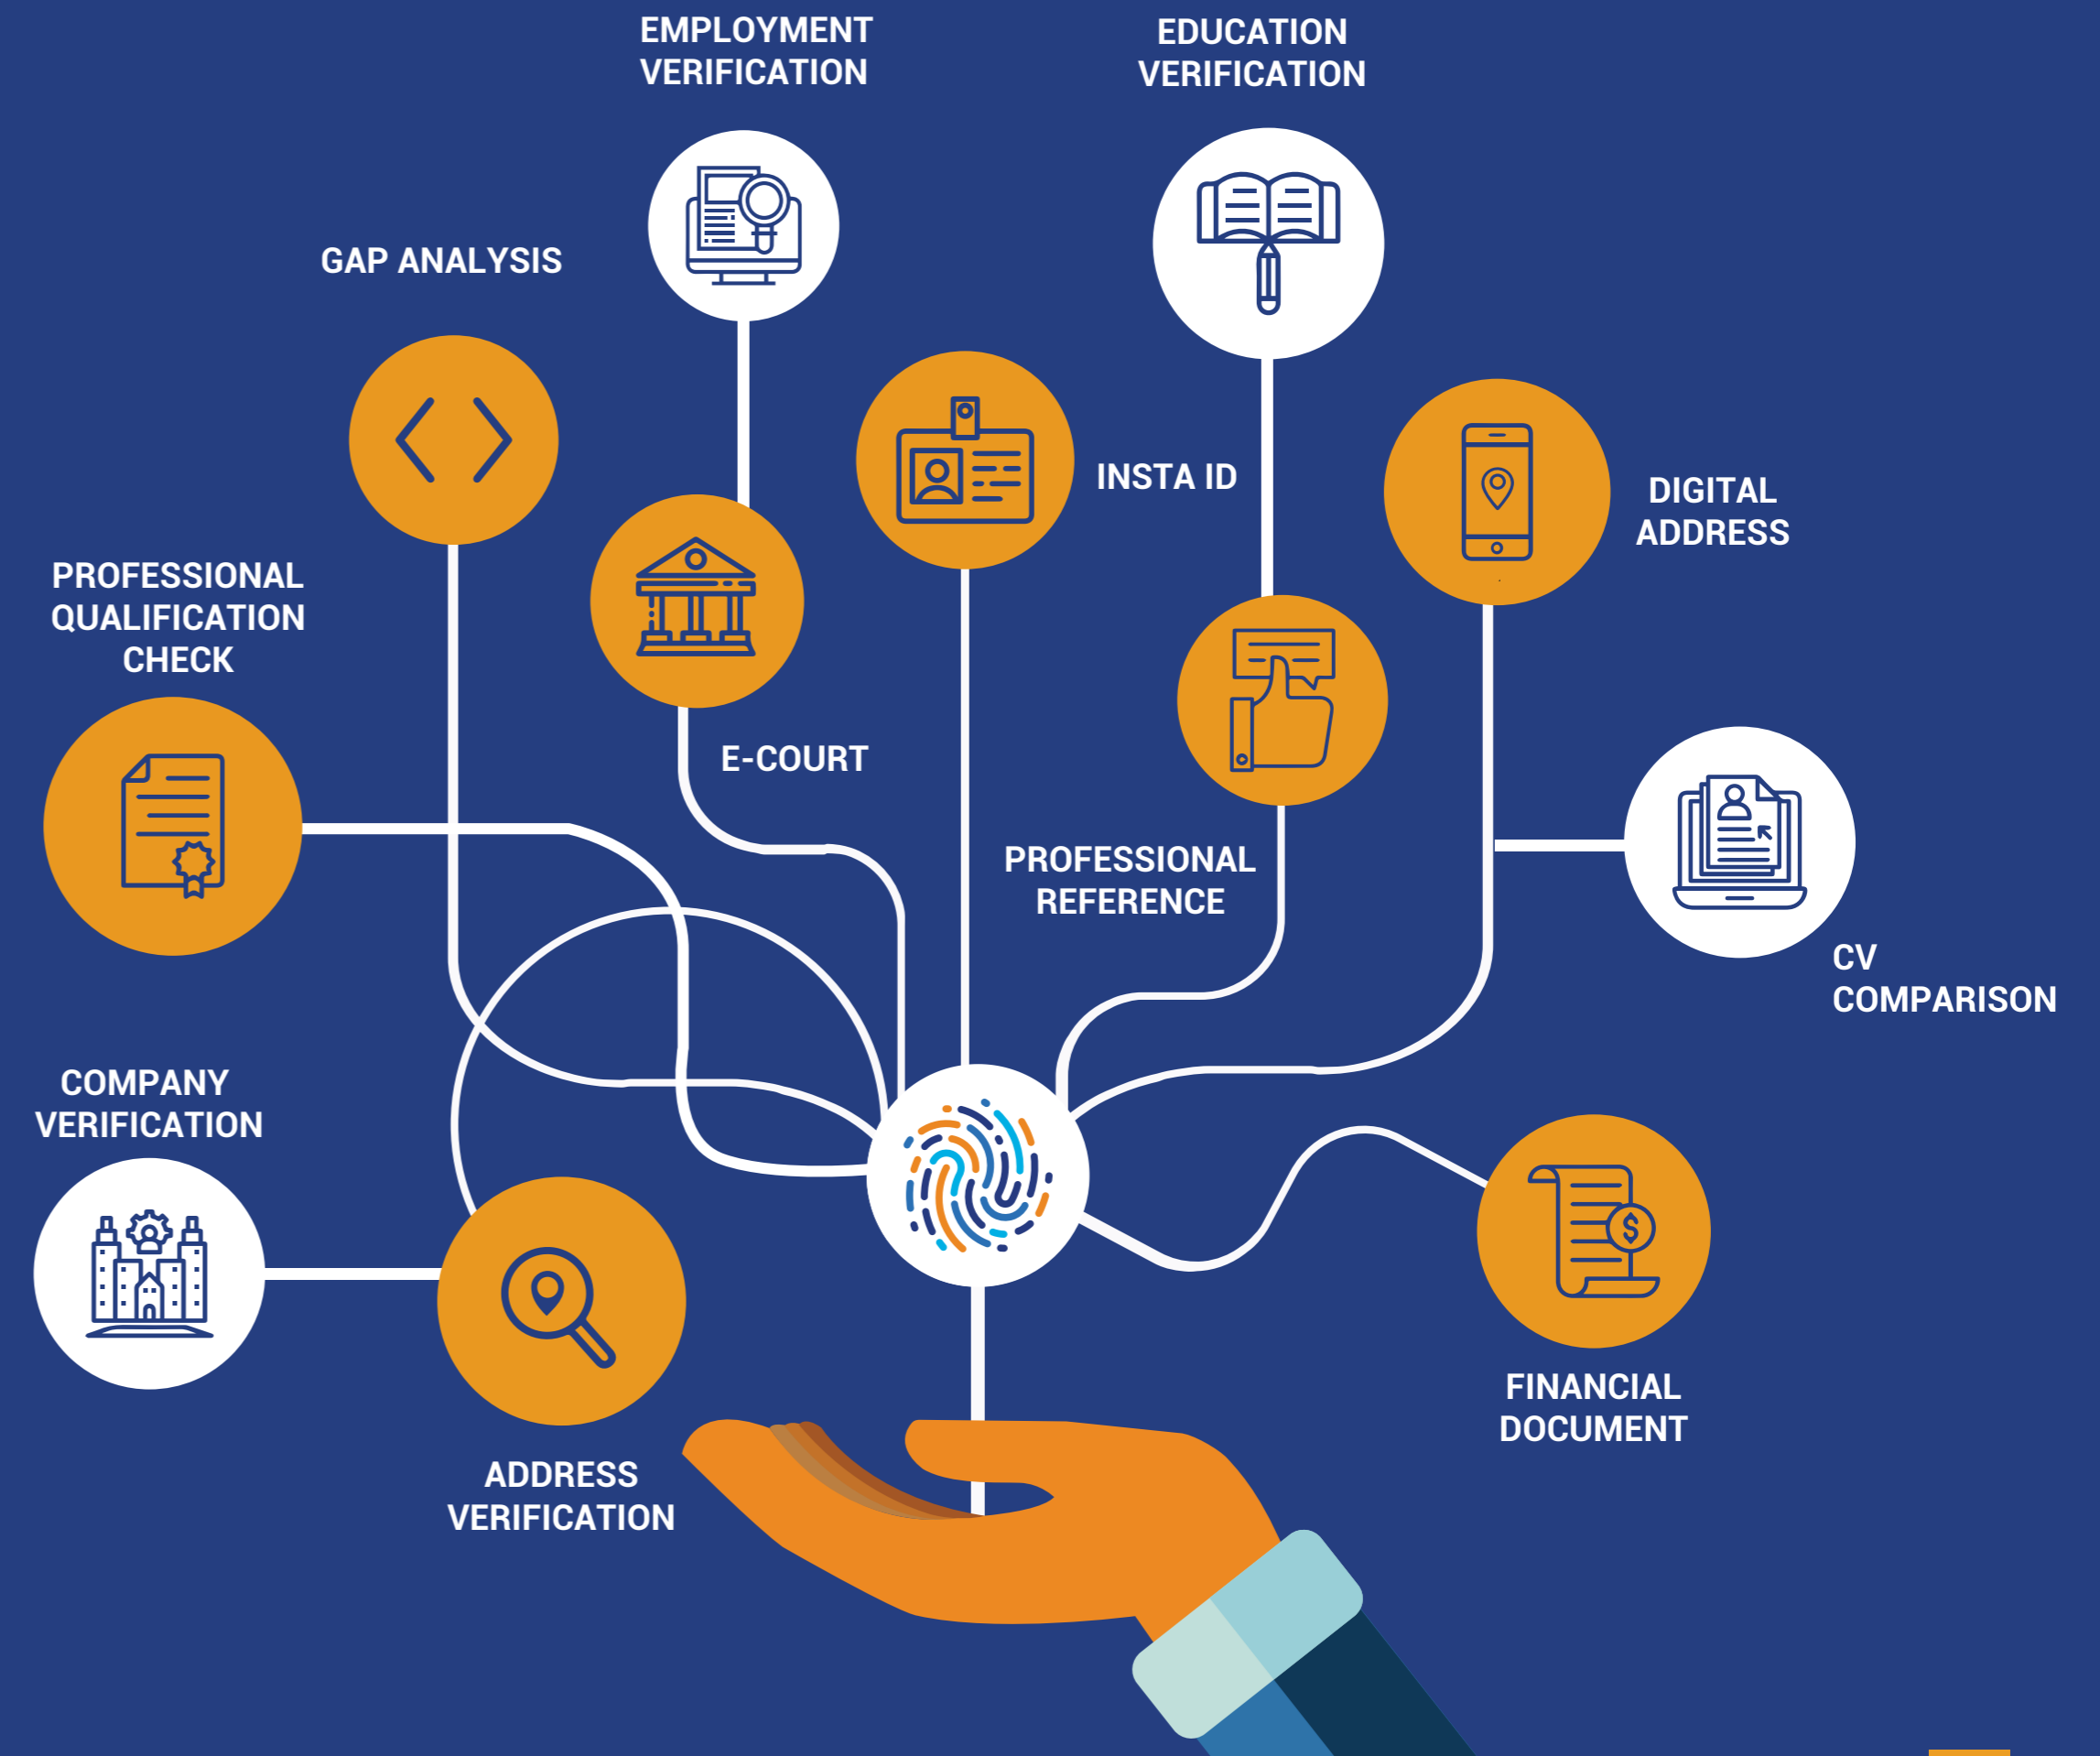 EMPLOYMENT
VERIFICATION
EDUCATION
VERIFICATION
GAP ANALYSIS
INSTA ID
DIGITAL
ADDRESS
PROFESSIONAL
QUALIFICATION
CHECK
E-COURT
PROFESSIONAL
REFERENCE
CV
COMPARISON
COMPANY
VERIFICATION
FINANCIAL
DOCUMENT
ADDRESS
VERIFICATION
$